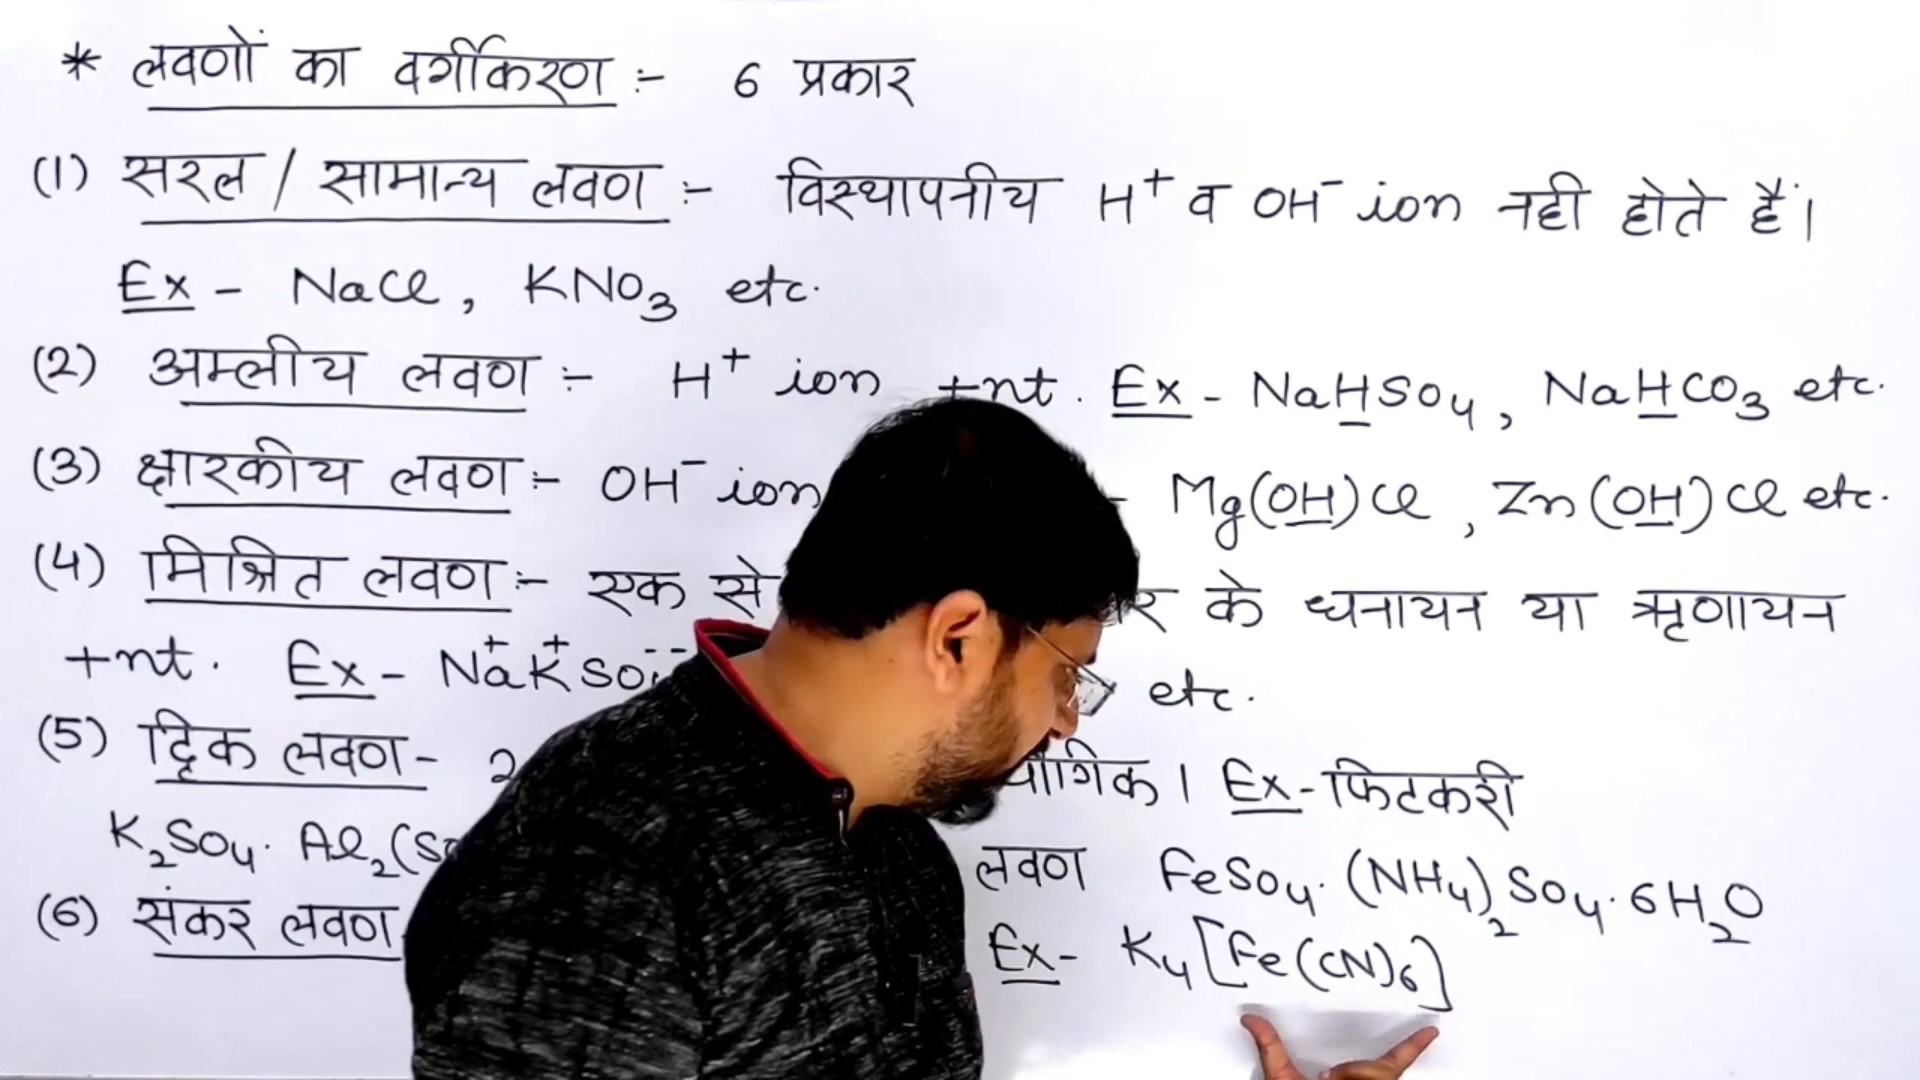 * लवणों का वर्गीकरण :- 6 प्रकार
(1) सरल / सामान्य लवण :- विस्थापनीय H⁺ व OH⁻ ion नही होते हैं।
Ex - NaCl, KNO₃ etc.
(2) अम्लीय लवण :- H⁺ ion +nt. Ex - NaHSO₄, NaHCO₃ etc.
(3) क्षारकीय लवण :- OH⁻ ion - Mg(OH)Cl, Zn(OH)Cl etc.
(4) मिश्रित लवण :- एक से के धनायन या ऋणायन
+nt. Ex - Na⁺K⁺SO etc.
(5) द्विक लवण - 2 Ex - फिटकरी
K₂SO₄. Al₂( लवण FeSO₄. (NH₄)₂SO₄. 6H₂O
(6) संकर लवण Ex - K₄[Fe(CN)₆]